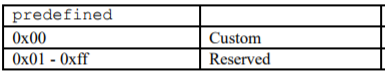 predefined
0x00 Custom
0x01 - 0xff Reserved